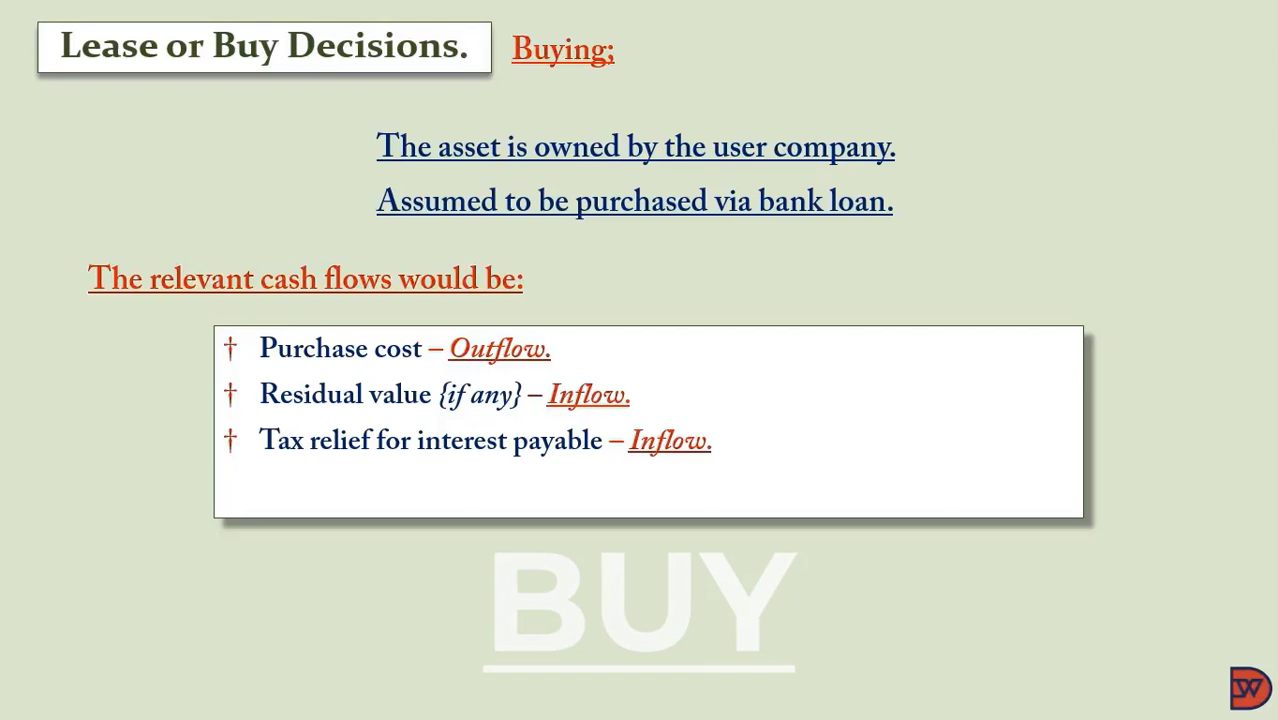 Lease or Buy Decisions. Buying;
The asset is owned by the user company.
Assumed to be purchased via bank loan.
The relevant cash flows would be:
† Purchase cost – Outflow.
† Residual value {if any} – Inflow.
† Tax relief for interest payable – Inflow.
BUY
DW